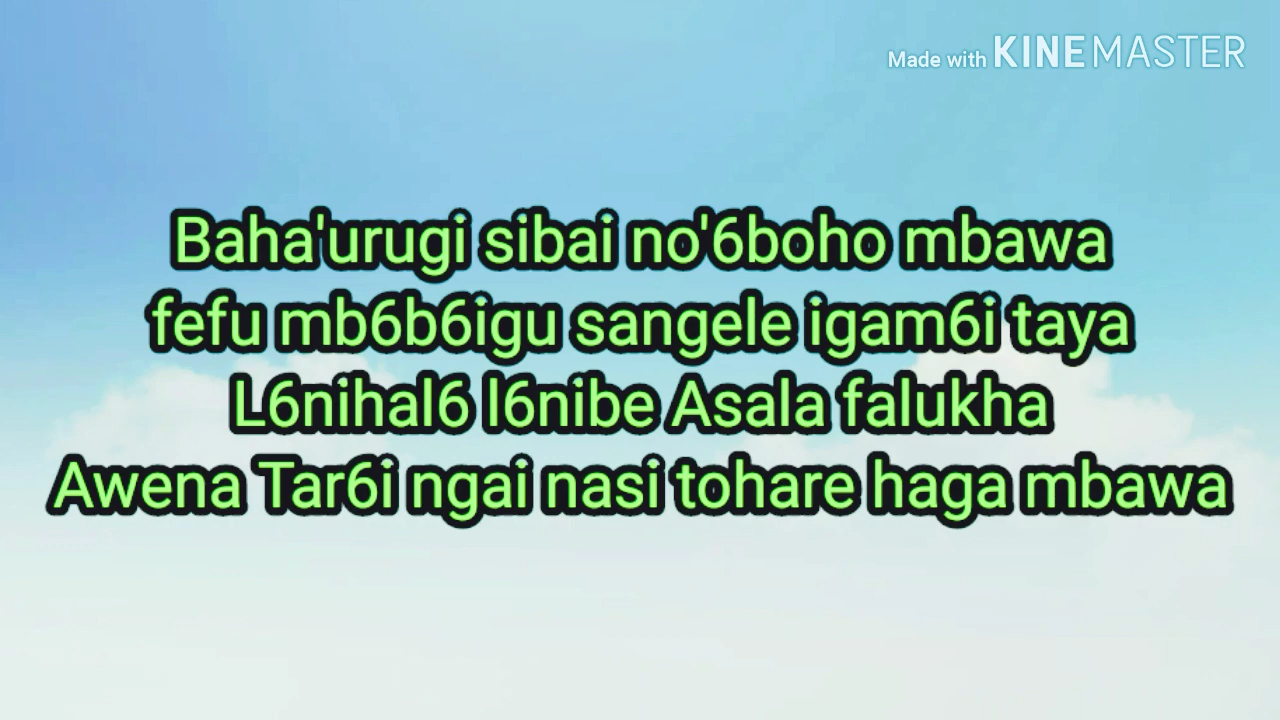 Made with KINEMASTER
Baha'urugi sibai no'6boho mbawa
fefu mb6b6igu sangele igam6i taya
L6nihal6 l6nibe Asala falukha
Awena Tar6i ngai nasi tohare haga mbawa